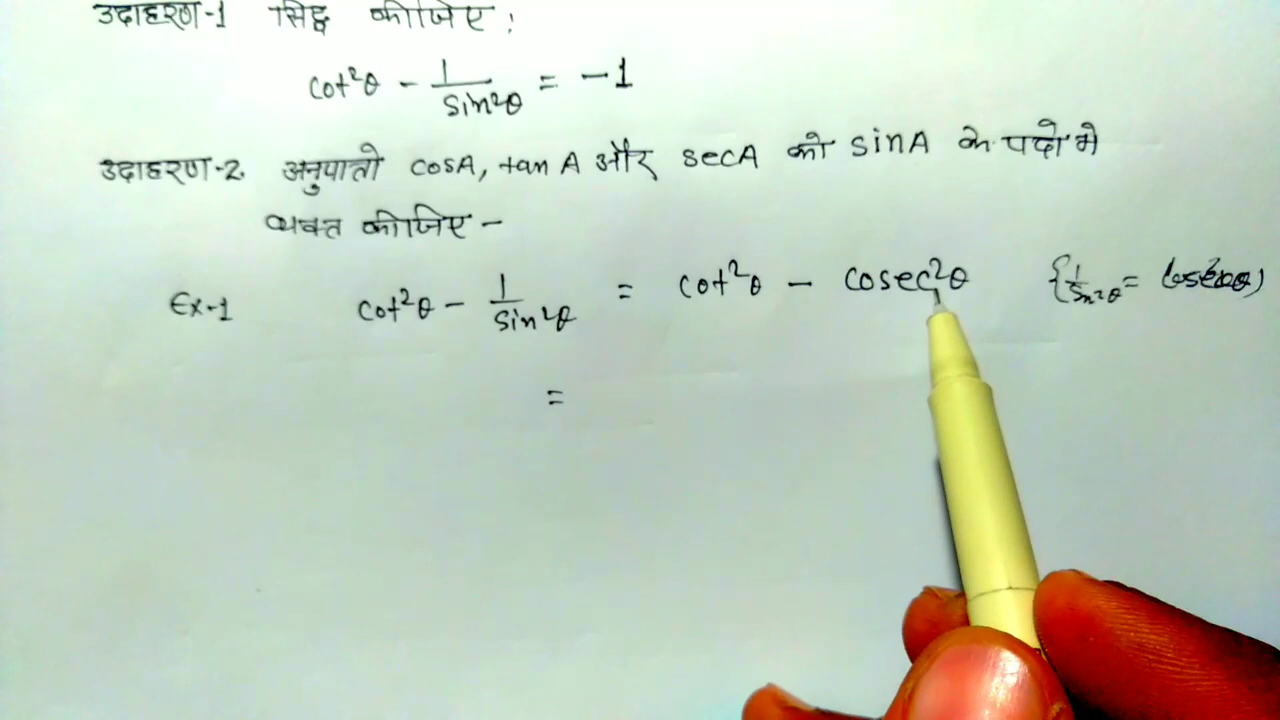 उदाहरण-1 सिद्ध कीजिए :
cot²θ - 1/sin²θ = -1
उदाहरण-2. अनुपातो cosA, tan A और secA को sinA के पदो मे
व्यक्त कीजिए -
Ex-1 cot²θ - 1/sin²θ = cot²θ - cosec²θ {1/sin²θ = cosec²θ}
=